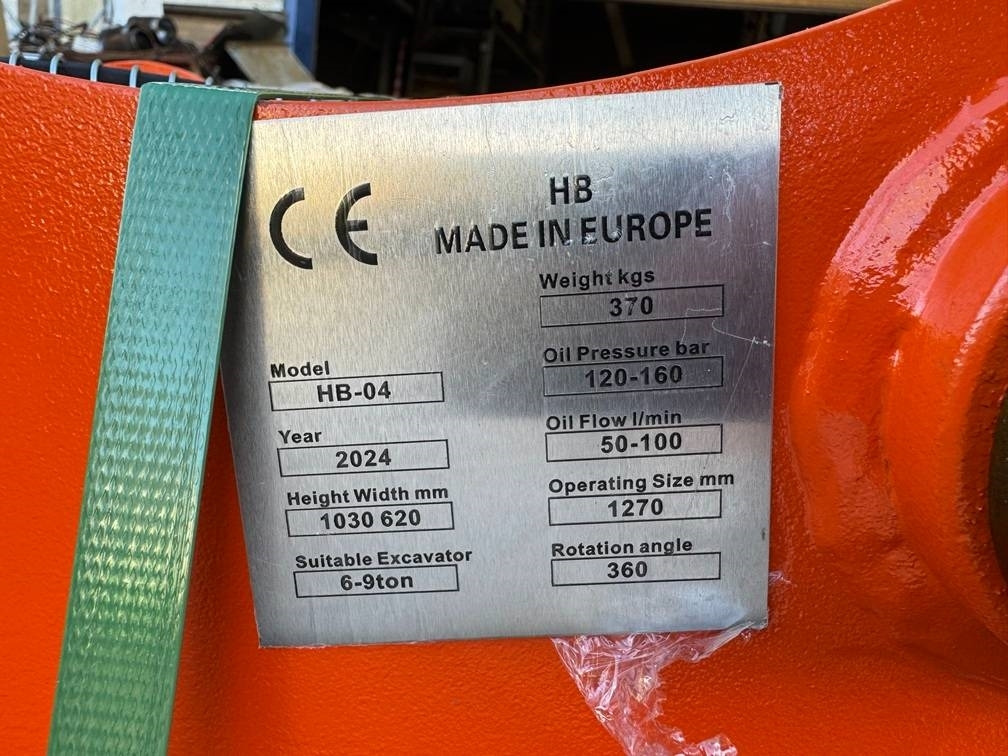 CE
HB
MADE IN EUROPE
Weight kgs
370
Oil Pressure bar
120-160
Oil Flow l/min
50-100
Operating Size mm
1270
Rotation angle
360
Model
HB-04
Year
2024
Height Width mm
1030 620
Suitable Excavator
6-9ton